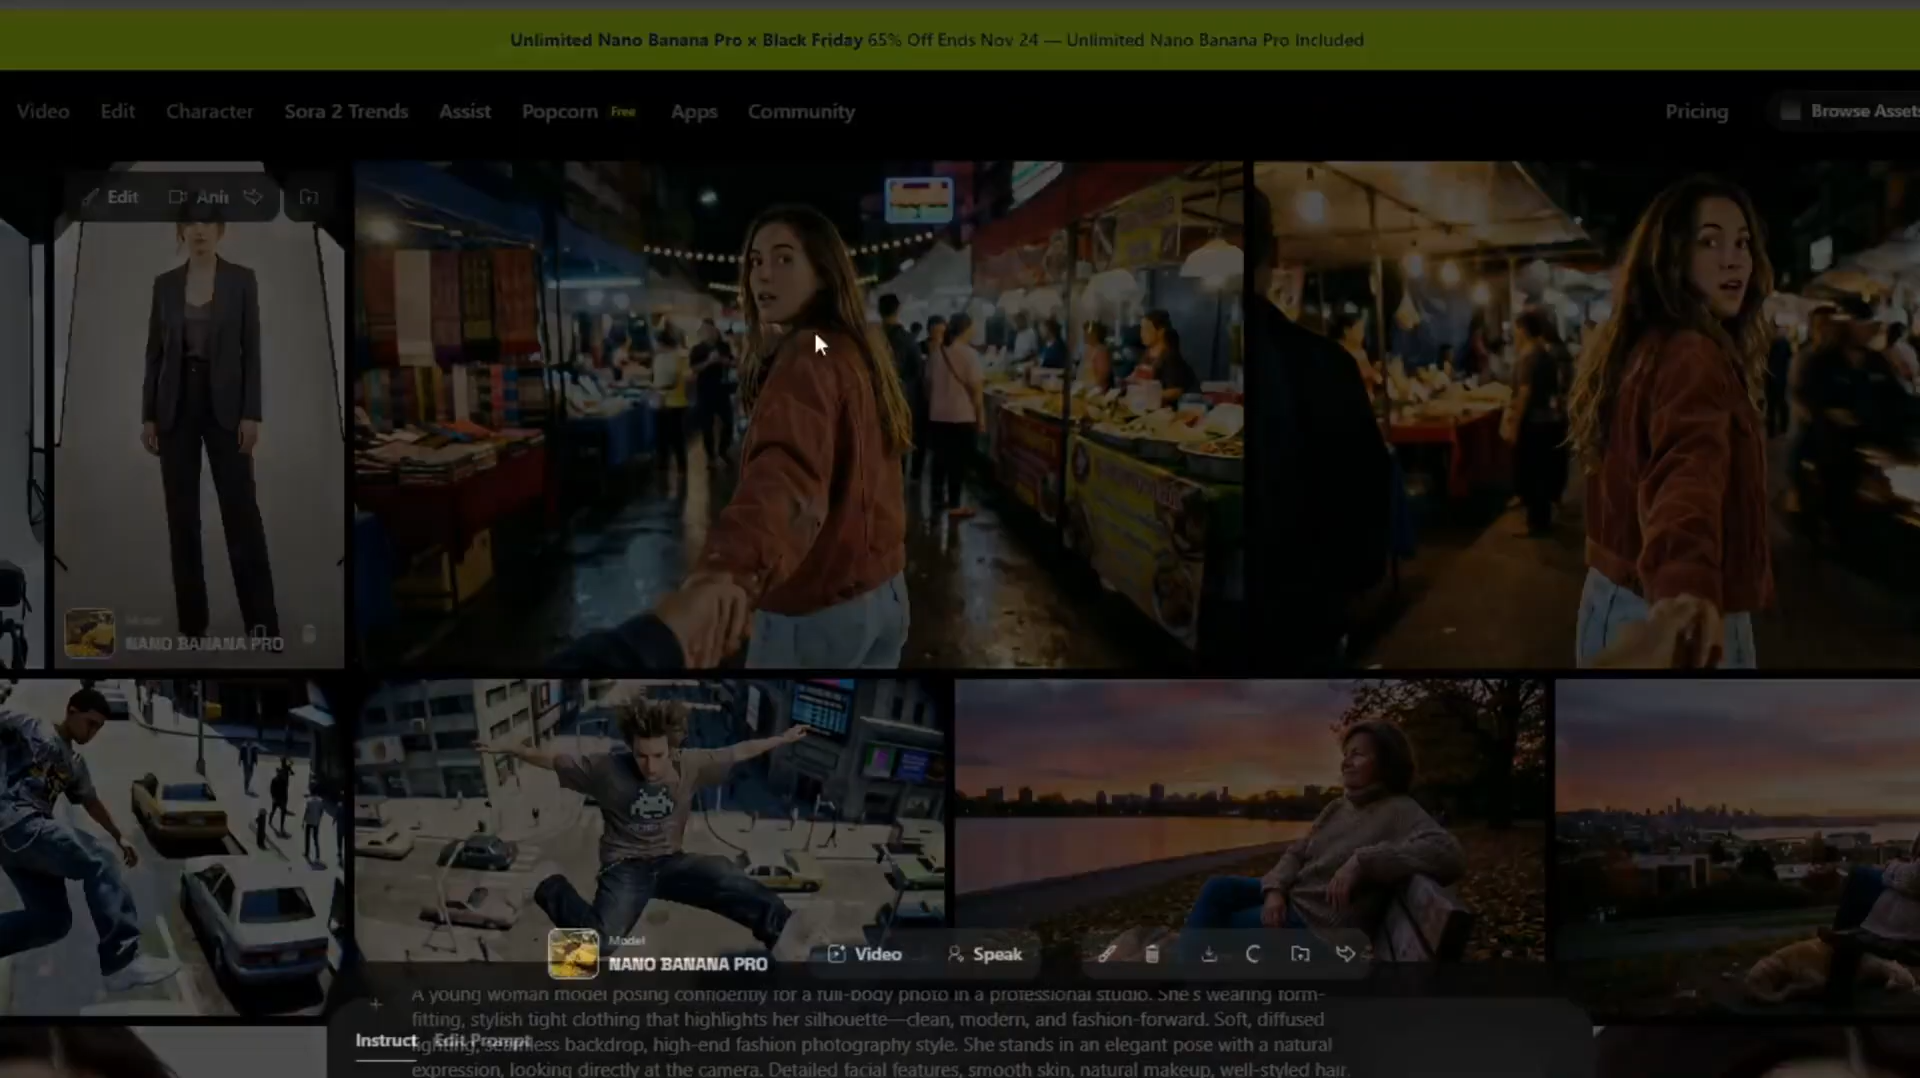 Unlimited Nano Banana Pro x Black Friday 65% Off Ends Nov 24 — Unlimited Nano Banana Pro Included
Video Edit Character Sora 2 Trends Assist Popcorn Free Apps Community Pricing Browse Assets
Edit Ani
Model
NANO BANANA PRO
Model
NANO BANANA PRO
Video Speak
A young woman model posing confidently for a full-body photo in a professional studio. She's wearing form-
fitting, stylish tight clothing that highlights her silhouette—clean, modern, and fashion-forward. Soft, diffused
Instruct Edit Prompt
lighting, seamless backdrop, high-end fashion photography style. She stands in an elegant pose with a natural
expression, looking directly at the camera. Detailed facial features, smooth skin, natural makeup, well-styled hair.